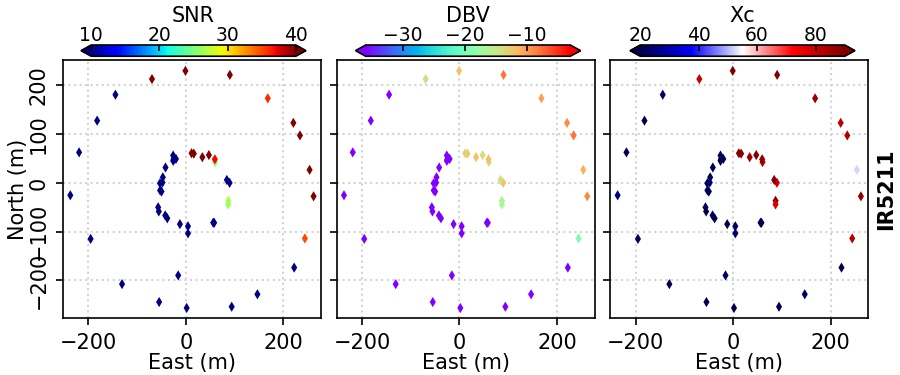 SNR DBV Xc
10 20 30 40 −30 −20 −10 20 40 60 80
200
100
0
−100
−200
North (m)
−200 0 200 −200 0 200 −200 0 200
East (m) East (m) East (m)
IR5211